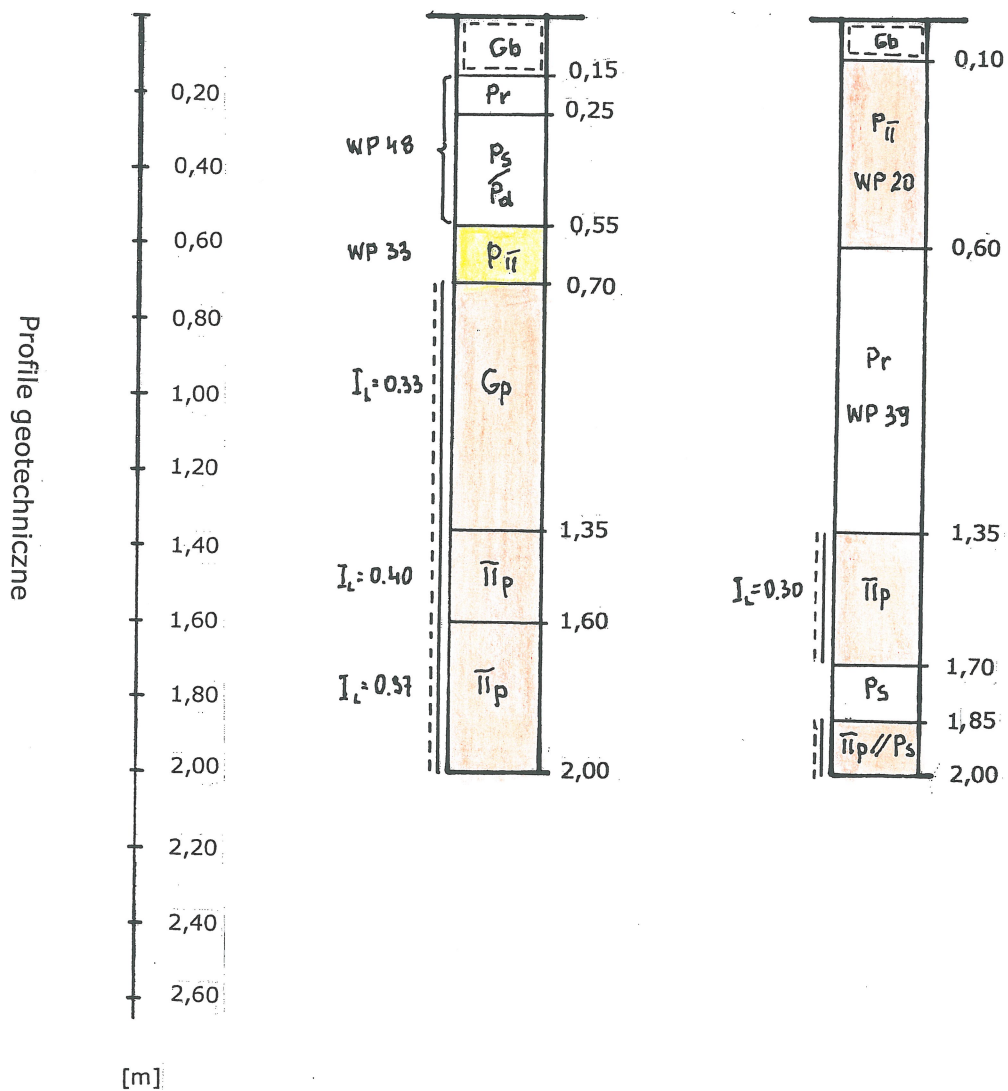 Profile geotechniczne
0,20
0,40
0,60
0,80
1,00
1,20
1,40
1,60
1,80
2,00
2,20
2,40
2,60
[m]
Gb
0,15
Pr
0,25
WP 48
Ps
Pd
0,55
WP 33
Pπ
0,70
I_L=0.33
Gp
1,35
I_L=0.40
πp
1,60
I_L=0.37
πp
2,00
Gb
0,10
Pπ
WP 20
0,60
Pr
WP 39
1,35
I_L=0.30
πp
1,70
Ps
1,85
πp//Ps
2,00